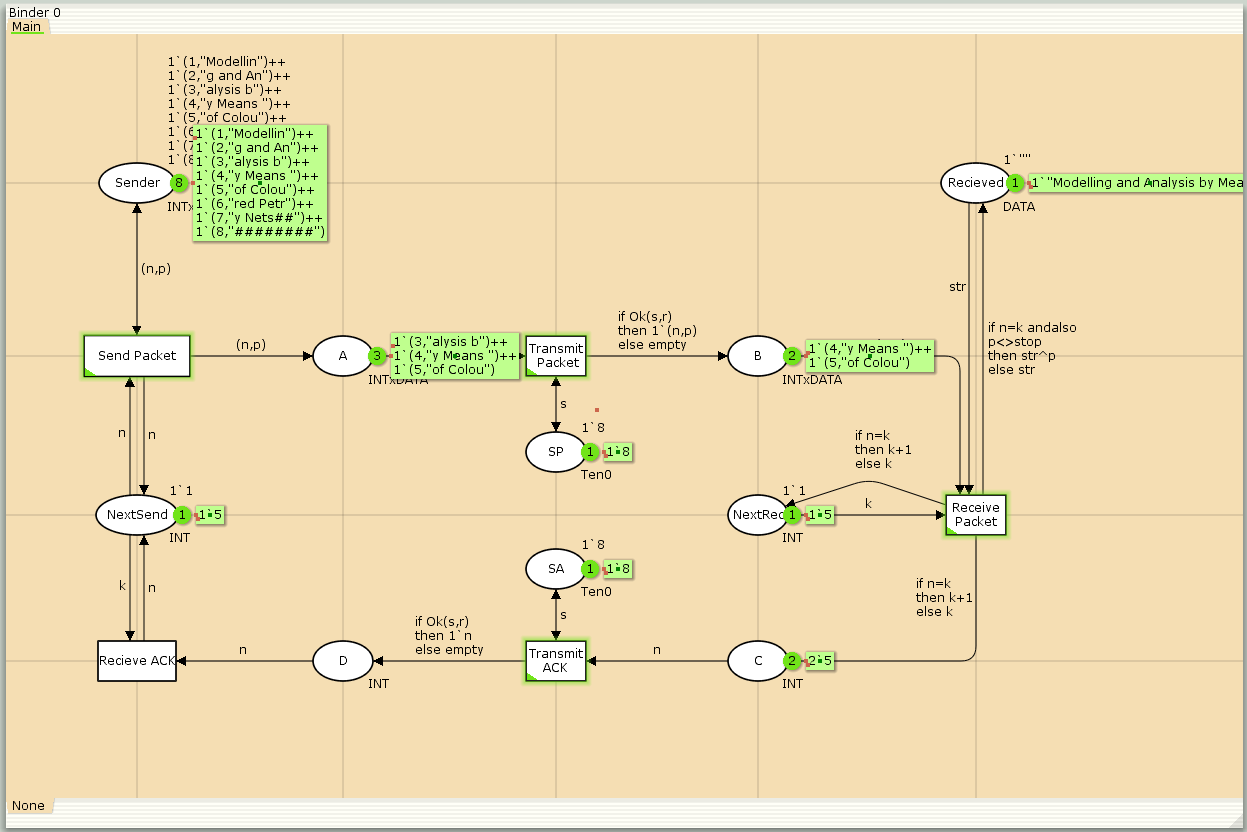 Binder 0
Main
1`(1,"Modellin")++
1`(2,"g and An")++
1`(3,"alysis b")++
1`(4,"y Means ")++
1`(5,"of Colou")++
1`(6
1`(7
1`(8
1`(1,"Modellin")++
1`(2,"g and An")++
1`(3,"alysis b")++
1`(4,"y Means ")++
1`(5,"of Colou")++
1`(6,"red Petr")++
1`(7,"y Nets##")++
1`(8,"########")
Sender
8
INTx
1`""
Recieved
1
1`"Modelling and Analysis by Mea
DATA
(n,p)
str
if n=k andalso
p<>stop
then str^p
else str
Send Packet
(n,p)
A
3
1`(3,"alysis b")++
1`(4,"y Means ")++
1`(5,"of Colou")
INTxDATA
Transmit
Packet
if Ok(s,r)
then 1`(n,p)
else empty
B
2
1`(4,"y Means ")++
1`(5,"of Colou")
INTxDATA
s
1`8
SP
1
1`8
Ten0
n
n
if n=k
then k+1
else k
1`1
NextSend
1
1`5
INT
1`1
NextRec
1
1`5
INT
k
Receive
Packet
1`8
SA
1
1`8
Ten0
k
n
s
if n=k
then k+1
else k
Recieve ACK
n
D
INT
if Ok(s,r)
then 1`n
else empty
Transmit
ACK
n
C
2
2`5
INT
None